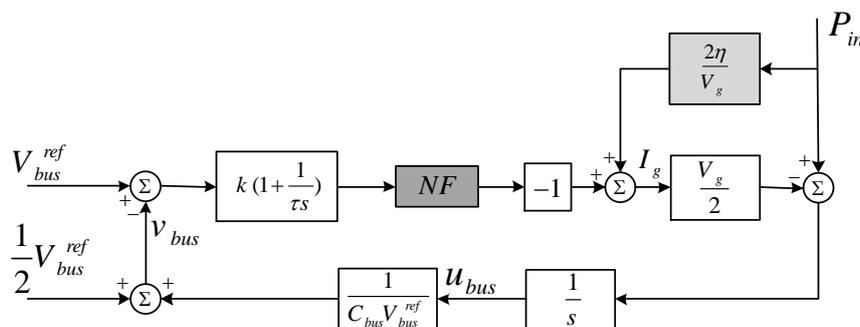 P_in
2η/V_g
V_bus^ref
Σ
+
−
k (1+1/τs)
NF
−1
+
+
Σ
I_g
V_g/2
+
−
Σ
v_bus
1/2 V_bus^ref
+
+
Σ
1/(C_bus V_bus^ref)
u_bus
1/s